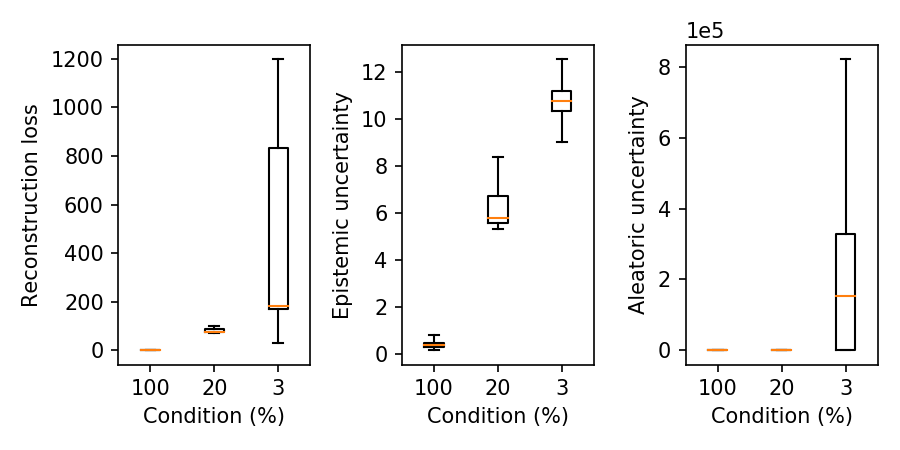 Reconstruction loss
1200
1000
800
600
400
200
0
100 20 3
Condition (%)
Epistemic uncertainty
12
10
8
6
4
2
0
100 20 3
Condition (%)
1e5
Aleatoric uncertainty
8
6
4
2
0
100 20 3
Condition (%)